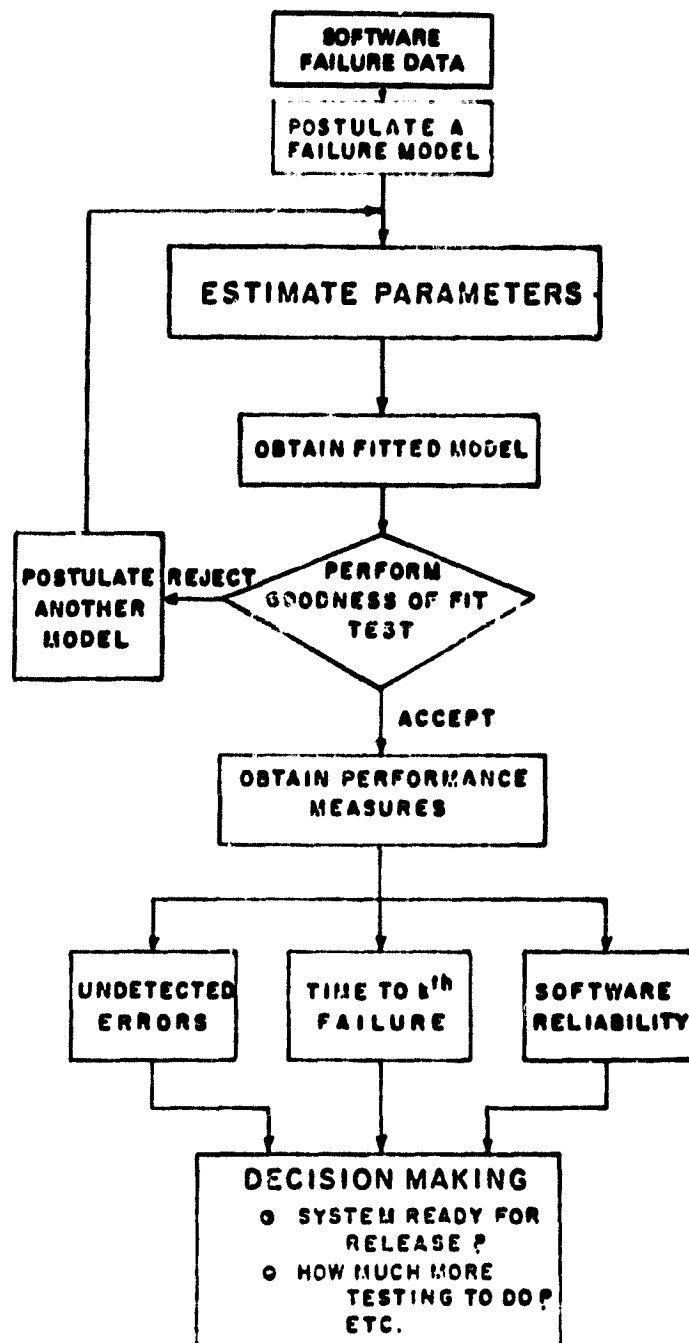 SOFTWARE
FAILURE DATA
POSTULATE A
FAILURE MODEL
ESTIMATE PARAMETERS
OBTAIN FITTED MODEL
PERFORM
GOODNESS OF FIT
TEST
REJECT
POSTULATE
ANOTHER
MODEL
ACCEPT
OBTAIN PERFORMANCE
MEASURES
UNDETECTED
ERRORS
TIME TO kth
FAILURE
SOFTWARE
RELIABILITY
DECISION MAKING
o SYSTEM READY FOR
RELEASE ?
o HOW MUCH MORE
TESTING TO DO ?
ETC.